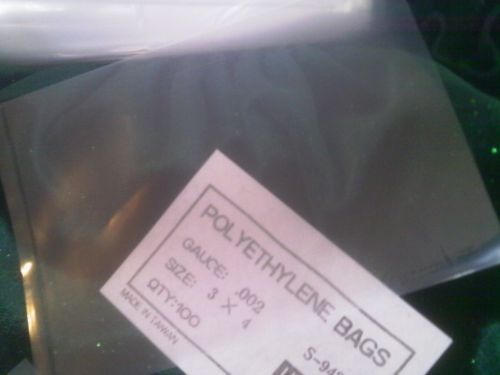 POLYETHYLENE BAGS
GAUGE: .002
SIZE: 3 X 4
QTY: 100
MADE IN TAIWAN